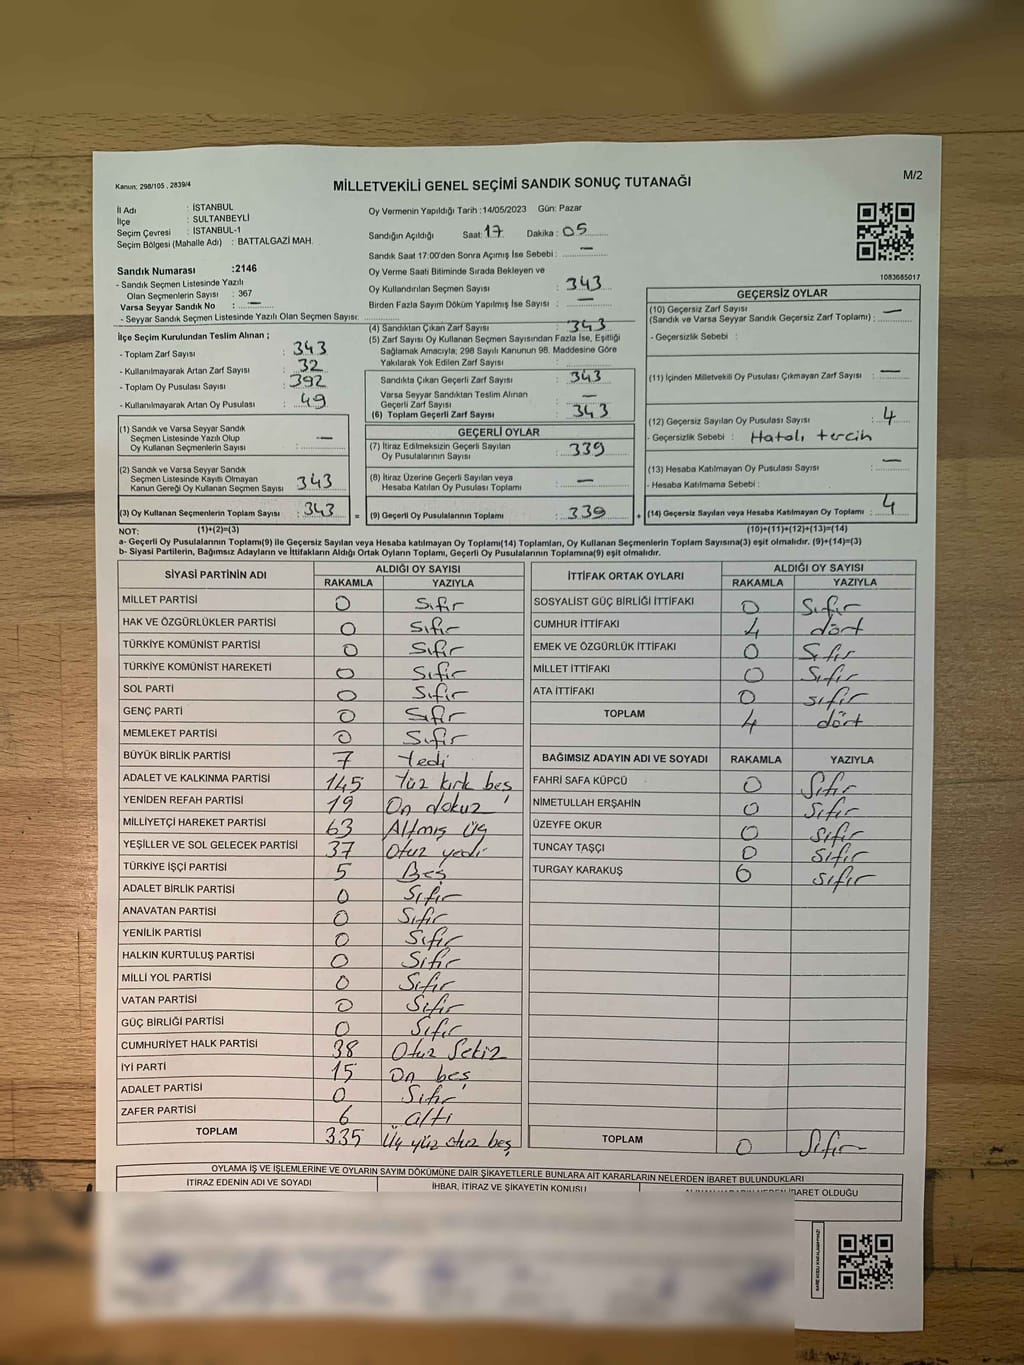 Kanun; 298/105 , 2839/4
M/2
MİLLETVEKİLİ GENEL SEÇİMİ SANDIK SONUÇ TUTANAĞI
İl Adı : İSTANBUL
İlçe : SULTANBEYLİ
Seçim Çevresi : İSTANBUL-1
Seçim Bölgesi (Mahalle Adı) : BATTALGAZİ MAH.
Sandık Numarası :2146
- Sandık Seçmen Listesinde Yazılı
Olan Seçmenlerin Sayısı : 367
Varsa Seyyar Sandık No : —
- Seyyar Sandık Seçmen Listesinde Yazılı Olan Seçmen Sayısı:
Oy Vermenin Yapıldığı Tarih :14/05/2023 Gün: Pazar
Sandığın Açıldığı Saat: 17 Dakika : 05
Sandık Saat 17:00'den Sonra Açımış İse Sebebi : —
Oy Verme Saati Bitiminde Sırada Bekleyen ve
Oy Kullandırılan Seçmen Sayısı : 343
Birden Fazla Sayım Döküm Yapılmış İse Sayısı : —
1083685017
İlçe Seçim Kurulundan Teslim Alınan ;
- Toplam Zarf Sayısı : 343
- Kullanılmayarak Artan Zarf Sayısı : 32
- Toplam Oy Pusulası Sayısı : 392
- Kullanılmayarak Artan Oy Pusulası : 49
(1) Sandık ve Varsa Seyyar Sandık
Seçmen Listesinde Yazılı Olup
Oy Kullanan Seçmenlerin Sayısı : —
(2) Sandık ve Varsa Seyyar Sandık
Seçmen Listesinde Kayıtlı Olmayan
Kanun Gereği Oy Kullanan Seçmen Sayısı : 343
(3) Oy Kullanan Seçmenlerin Toplam Sayısı : 343 =
(4) Sandıktan Çıkan Zarf Sayısı : 343
(5) Zarf Sayısı Oy Kullanan Seçmen Sayısından Fazla İse, Eşitliği
Sağlamak Amacıyla; 298 Sayılı Kanunun 98. Maddesine Göre
Yakılarak Yok Edilen Zarf Sayısı :
Sandıkta Çıkan Geçerli Zarf Sayısı : 343
Varsa Seyyar Sandıktan Teslim Alınan
Geçerli Zarf Sayısı : —
(6) Toplam Geçerli Zarf Sayısı : 343
GEÇERLİ OYLAR
(7) İtiraz Edilmeksizin Geçerli Sayılan
Oy Pusulalarının Sayısı : 339
(8) İtiraz Üzerine Geçerli Sayılan veya
Hesaba Katılan Oy Pusulası Toplamı : —
(9) Geçerli Oy Pusulalarının Toplamı : 339 +
GEÇERSİZ OYLAR
(10) Geçersiz Zarf Sayısı
(Sandık ve Varsa Seyyar Sandık Geçersiz Zarf Toplamı) : —
- Geçersizlik Sebebi :
(11) İçinden Milletvekili Oy Pusulası Çıkmayan Zarf Sayısı : —
(12) Geçersiz Sayılan Oy Pusulası Sayısı : 4
- Geçersizlik Sebebi : Hatalı tercih
(13) Hesaba Katılmayan Oy Pusulası Sayısı : —
- Hesaba Katılmama Sebebi :
(14) Geçersiz Sayılan veya Hesaba Katılmayan Oy Toplamı : 4
NOT: (1)+(2)=(3) (10)+(11)+(12)+(13)=(14)
a- Geçerli Oy Pusulalarının Toplamı(9) ile Geçersiz Sayılan veya Hesaba katılmayan Oy Toplamı(14) Toplamları, Oy Kullanan Seçmenlerin Toplam Sayısına(3) eşit olmalıdır. (9)+(14)=(3)
b- Siyasi Partilerin, Bağımsız Adayların ve İttifakların Aldığı Ortak Oyların Toplamı, Geçerli Oy Pusulalarının Toplamına(9) eşit olmalıdır.
SİYASİ PARTİNİN ADI ALDIĞI OY SAYISI
RAKAMLA YAZIYLA
MİLLET PARTİSİ 0 Sıfır
HAK VE ÖZGÜRLÜKLER PARTİSİ 0 Sıfır
TÜRKİYE KOMÜNİST PARTİSİ 0 Sıfır
TÜRKİYE KOMÜNİST HAREKETİ 0 Sıfır
SOL PARTİ 0 Sıfır
GENÇ PARTİ 0 Sıfır
MEMLEKET PARTİSİ 0 Sıfır
BÜYÜK BİRLİK PARTİSİ 7 Yedi
ADALET VE KALKINMA PARTİSİ 145 Yüz kırk beş
YENİDEN REFAH PARTİSİ 19 On dokuz
MİLLİYETÇİ HAREKET PARTİSİ 63 Altmış üç
YEŞİLLER VE SOL GELECEK PARTİSİ 37 Otuz yedi
TÜRKİYE İŞÇİ PARTİSİ 5 Beş
ADALET BİRLİK PARTİSİ 0 Sıfır
ANAVATAN PARTİSİ 0 Sıfır
YENİLİK PARTİSİ 0 Sıfır
HALKIN KURTULUŞ PARTİSİ 0 Sıfır
MİLLİ YOL PARTİSİ 0 Sıfır
VATAN PARTİSİ 0 Sıfır
GÜÇ BİRLİĞİ PARTİSİ 0 Sıfır
CUMHURİYET HALK PARTİSİ 38 Otuz Sekiz
İYİ PARTİ 15 On beş
ADALET PARTİSİ 0 Sıfır
ZAFER PARTİSİ 6 altı
TOPLAM 335 Üç yüz otuz beş
İTTİFAK ORTAK OYLARI ALDIĞI OY SAYISI
RAKAMLA YAZIYLA
SOSYALİST GÜÇ BİRLİĞİ İTTİFAKI 0 Sıfır
CUMHUR İTTİFAKI 4 dört
EMEK VE ÖZGÜRLÜK İTTİFAKI 0 Sıfır
MİLLET İTTİFAKI 0 Sıfır
ATA İTTİFAKI 0 sıfır
TOPLAM 4 dört
BAĞIMSIZ ADAYIN ADI VE SOYADI RAKAMLA YAZIYLA
FAHRİ SAFA KÜPCÜ 0 Sıfır
NİMETULLAH ERŞAHİN 0 Sıfır
ÜZEYFE OKUR 0 Sıfır
TUNCAY TAŞÇI 0 Sıfır
TURGAY KARAKUŞ 0 Sıfır
TOPLAM 0 Sıfır
OYLAMA İŞ VE İŞLEMLERİNE VE OYLARIN SAYIM DÖKÜMÜNE DAİR ŞİKAYETLERLE BUNLARA AİT KARARLARIN NELERDEN İBARET BULUNDUKLARI
İTİRAZ EDENİN ADI VE SOYADI İHBAR, İTİRAZ VE ŞİKAYETİN KONUSU İBARET OLDUĞU